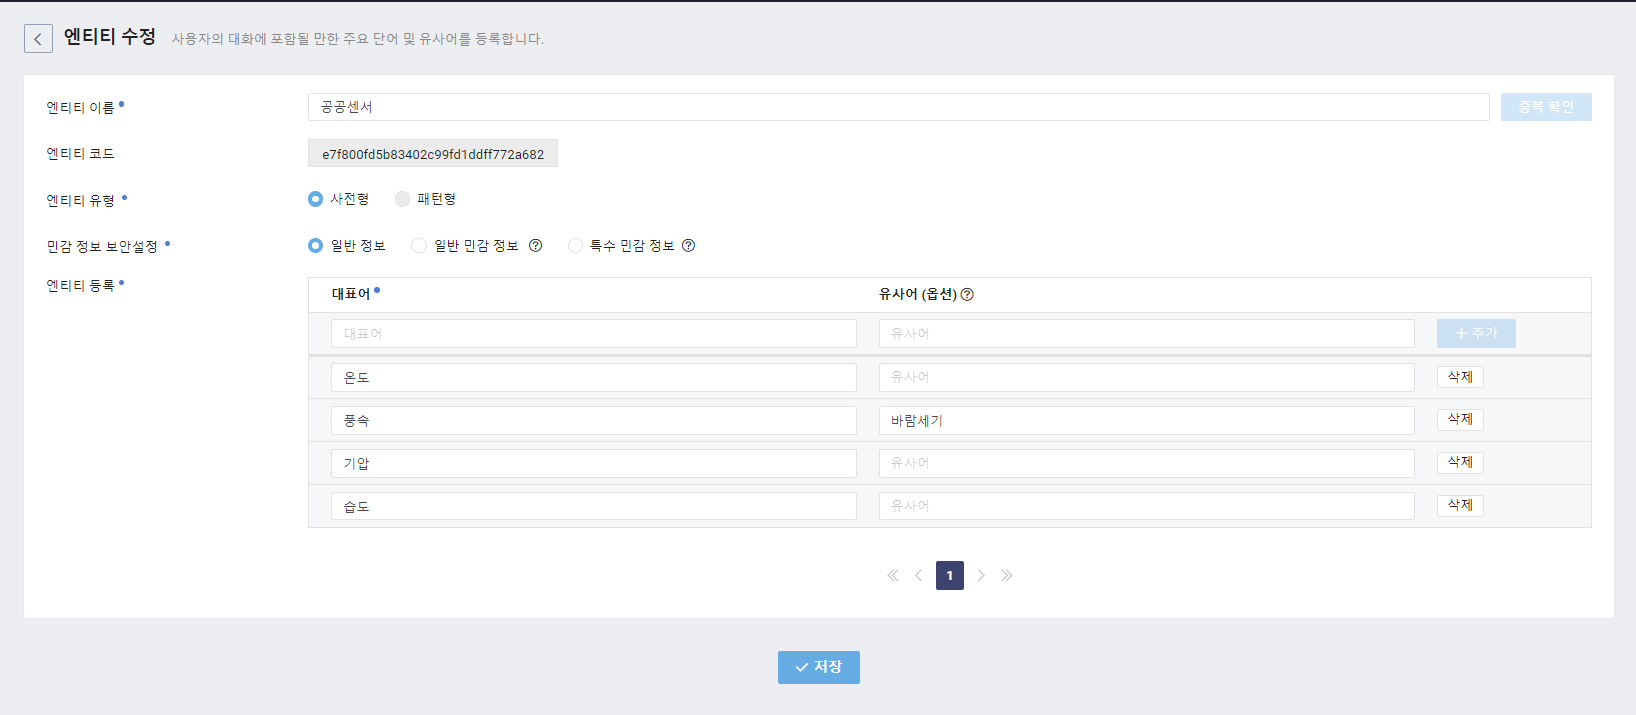 엔티티 수정 사용자의 대화에 포함될 만한 주요 단어 및 유사어를 등록합니다.
엔티티 이름 공공센서 중복 확인
엔티티 코드 e7f800fd5b83402c99fd1ddff772a682
엔티티 유형 사전형 패턴형
민감 정보 보안설정 일반 정보 일반 민감 정보 ? 특수 민감 정보 ?
엔티티 등록 대표어 유사어 (옵션) ?
대표어 유사어 + 추가
온도 유사어 삭제
풍속 바람세기 삭제
기압 유사어 삭제
습도 유사어 삭제
1
저장